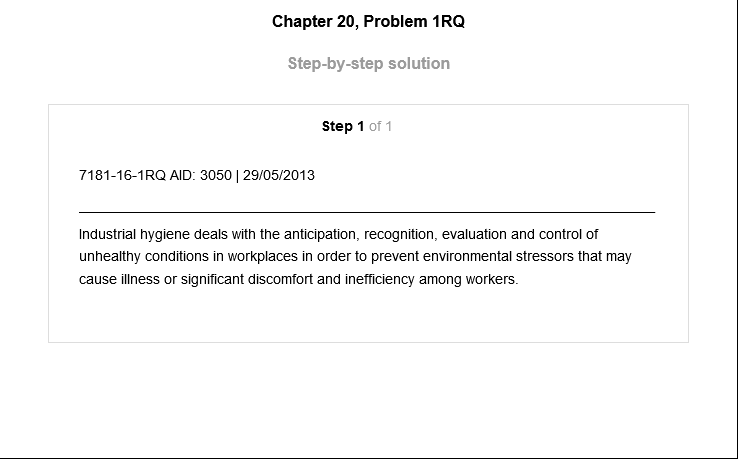 Chapter 20, Problem 1RQ
Step-by-step solution
Step 1 of 1
7181-16-1RQ AID: 3050 | 29/05/2013
Industrial hygiene deals with the anticipation, recognition, evaluation and control of
unhealthy conditions in workplaces in order to prevent environmental stressors that may
cause illness or significant discomfort and inefficiency among workers.